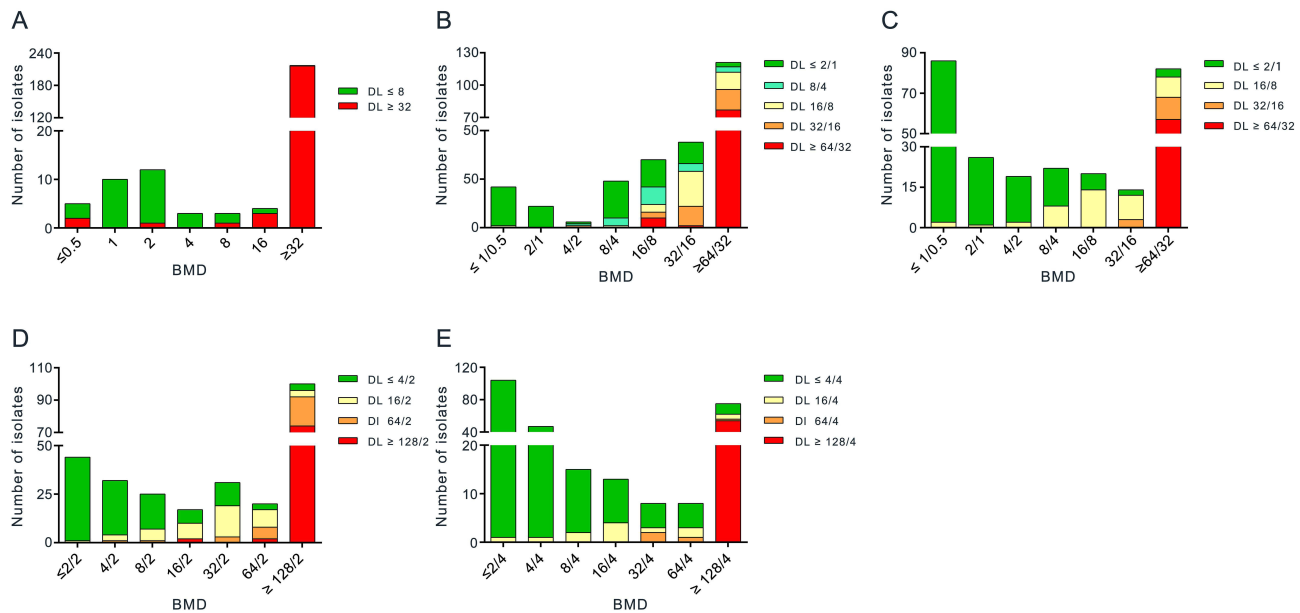 A
Number of isolates
240
180
120
20
10
0
≤0.5
1
2
4
8
16
≥32
BMD
DL ≤ 8
DL ≥ 32
B
Number of isolates
130
100
70
50
50
0
≤ 1/0.5
2/1
4/2
8/4
16/8
32/16
≥64/32
BMD
DL ≤ 2/1
DL 8/4
DL 16/8
DL 32/16
DL ≥ 64/32
C
Number of isolates
90
70
50
30
15
0
≤ 1/0.5
2/1
4/2
8/4
16/8
32/16
≥64/32
BMD
DL ≤ 2/1
DL 16/8
DL 32/16
DL ≥ 64/32
D
Number of isolates
110
90
70
50
25
0
≤2/2
4/2
8/2
16/2
32/2
64/2
≥ 128/2
BMD
DL ≤ 4/2
DL 16/2
DI 64/2
DL ≥ 128/2
E
Number of isolates
120
80
40
20
10
0
≤2/4
4/4
8/4
16/4
32/4
64/4
≥ 128/4
BMD
DL ≤ 4/4
DL 16/4
DI 64/4
DL ≥ 128/4